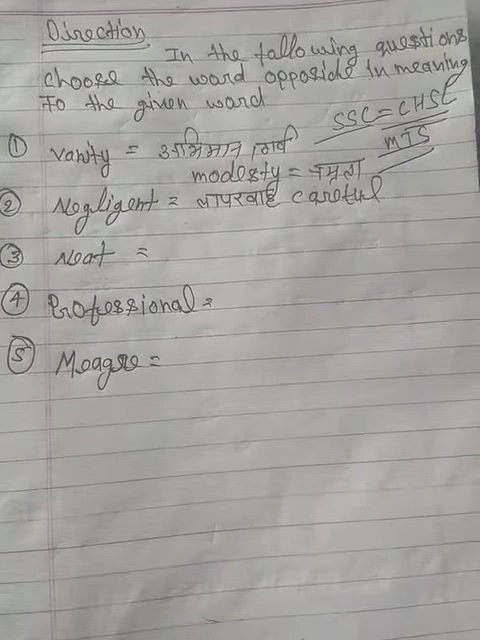 Direction
In the following questions
choose the word opposide in meaning
To the given word
SSC = CHSL
MTS
① Vanity = अभिमान, गर्व
modesty = नम्रता
② Negligent = लापरवाह careful
③ Neat =
④ Professional =
⑤ Meagre =